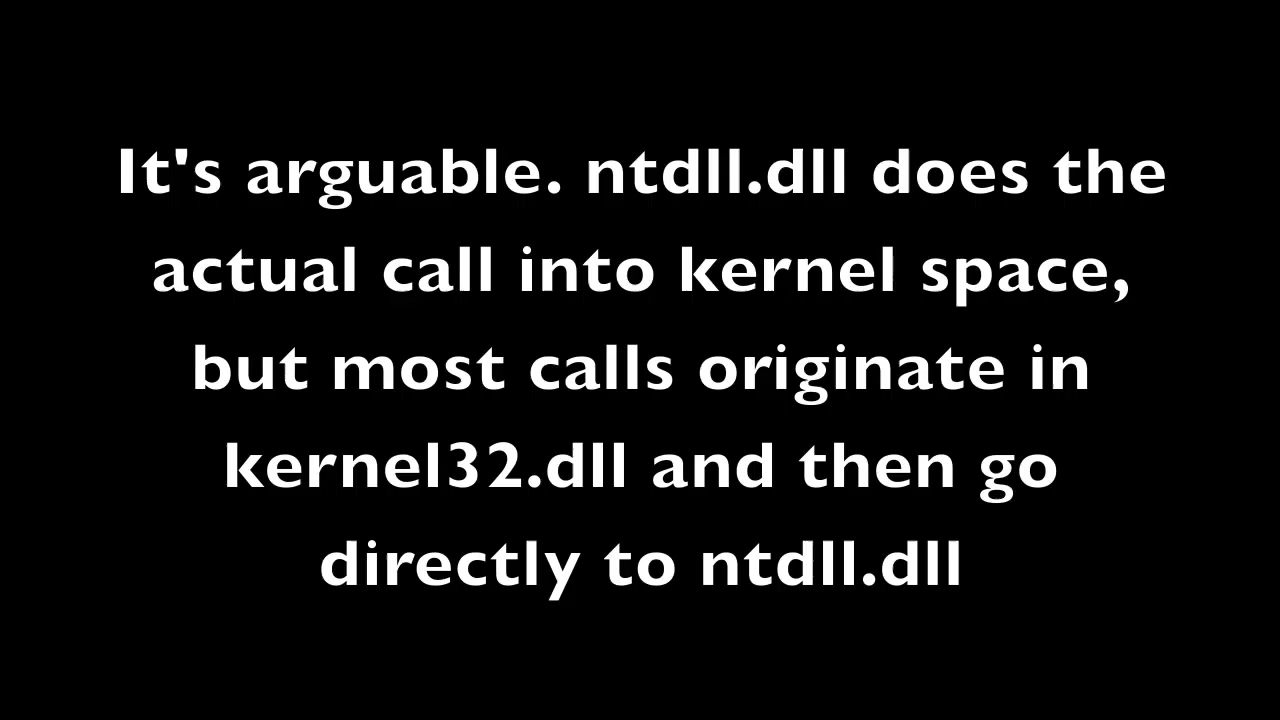 It's arguable. ntdll.dll does the
actual call into kernel space,
but most calls originate in
kernel32.dll and then go
directly to ntdll.dll